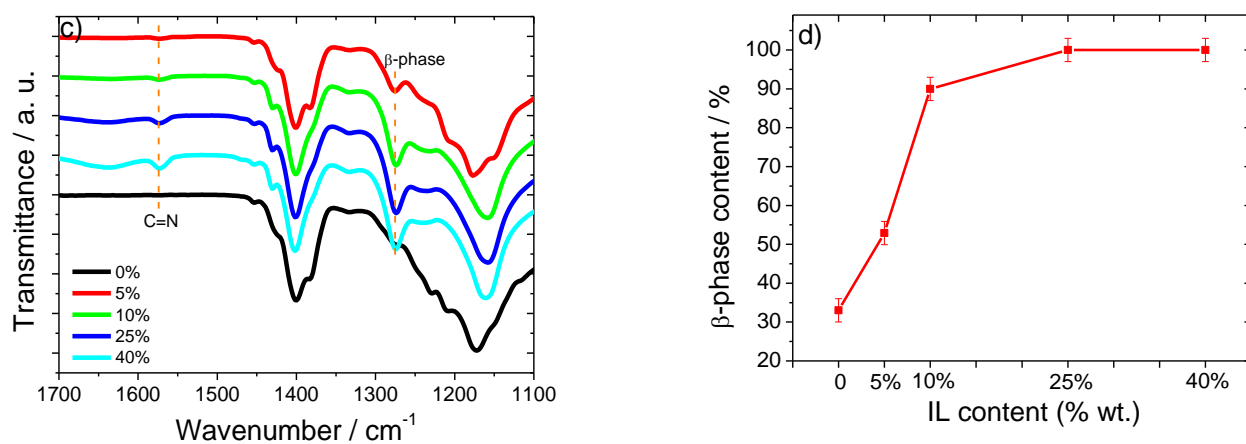 c)
Transmittance / a. u.
β-phase
C=N
0%
5%
10%
25%
40%
1700 1600 1500 1400 1300 1200 1100
Wavenumber / cm⁻¹
d)
β-phase content / %
100
90
80
70
60
50
40
30
20
0 5% 10% 25% 40%
IL content (% wt.)